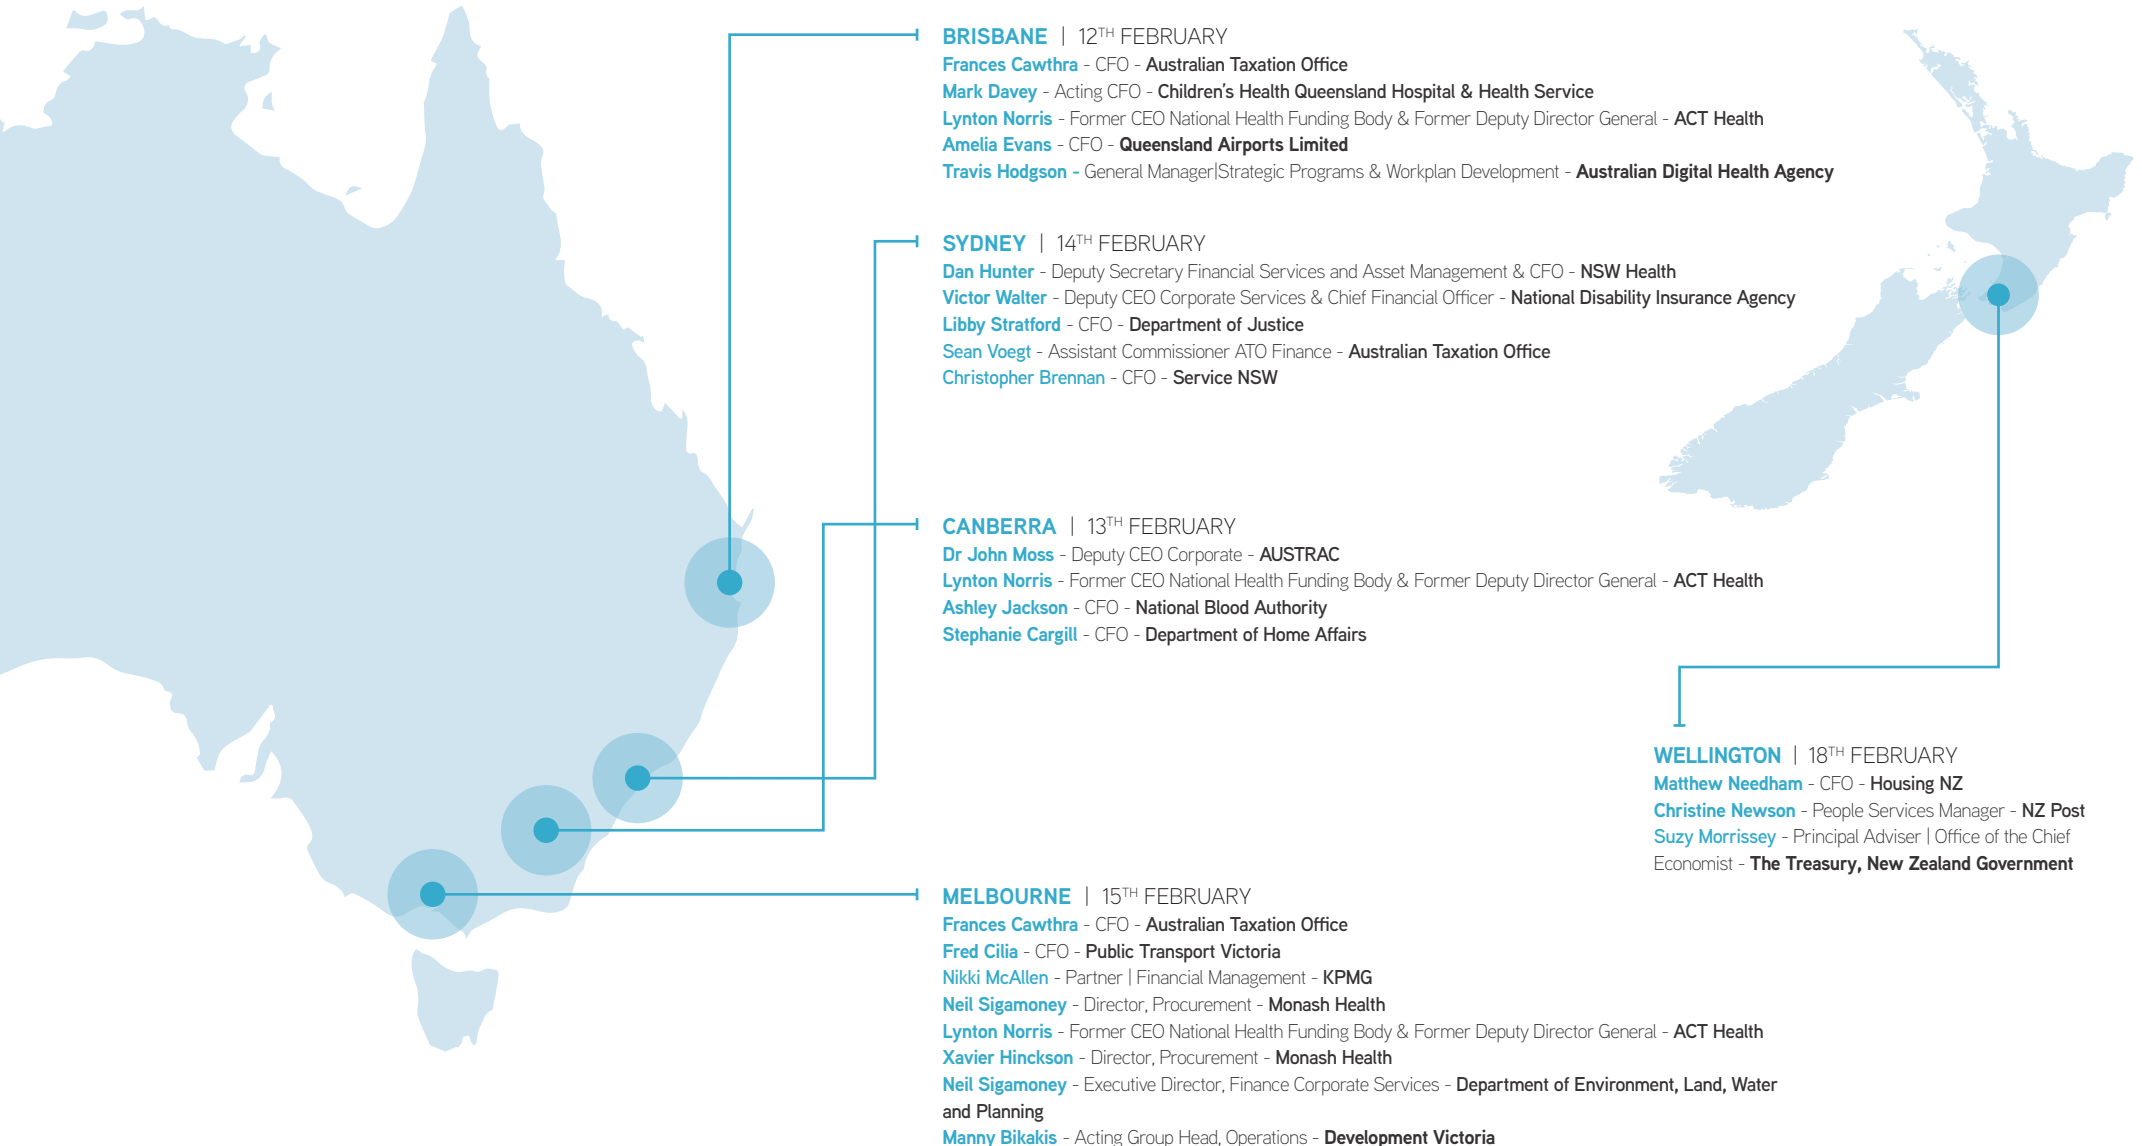 BRISBANE | 12TH FEBRUARY
Frances Cawthra - CFO - Australian Taxation Office
Mark Davey - Acting CFO - Children's Health Queensland Hospital & Health Service
Lynton Norris - Former CEO National Health Funding Body & Former Deputy Director General - ACT Health
Amelia Evans - CFO - Queensland Airports Limited
Travis Hodgson - General Manager|Strategic Programs & Workplan Development - Australian Digital Health Agency
SYDNEY | 14TH FEBRUARY
Dan Hunter - Deputy Secretary Financial Services and Asset Management & CFO - NSW Health
Victor Walter - Deputy CEO Corporate Services & Chief Financial Officer - National Disability Insurance Agency
Libby Stratford - CFO - Department of Justice
Sean Voegt - Assistant Commissioner ATO Finance - Australian Taxation Office
Christopher Brennan - CFO - Service NSW
CANBERRA | 13TH FEBRUARY
Dr John Moss - Deputy CEO Corporate - AUSTRAC
Lynton Norris - Former CEO National Health Funding Body & Former Deputy Director General - ACT Health
Ashley Jackson - CFO - National Blood Authority
Stephanie Cargill - CFO - Department of Home Affairs
WELLINGTON | 18TH FEBRUARY
Matthew Needham - CFO - Housing NZ
Christine Newson - People Services Manager - NZ Post
Suzy Morrissey - Principal Adviser | Office of the Chief
Economist - The Treasury, New Zealand Government
MELBOURNE | 15TH FEBRUARY
Frances Cawthra - CFO - Australian Taxation Office
Fred Cilia - CFO - Public Transport Victoria
Nikki McAllen - Partner | Financial Management - KPMG
Neil Sigamoney - Director, Procurement - Monash Health
Lynton Norris - Former CEO National Health Funding Body & Former Deputy Director General - ACT Health
Xavier Hinckson - Director, Procurement - Monash Health
Neil Sigamoney - Executive Director, Finance Corporate Services - Department of Environment, Land, Water
and Planning
Manny Bikakis - Acting Group Head, Operations - Development Victoria